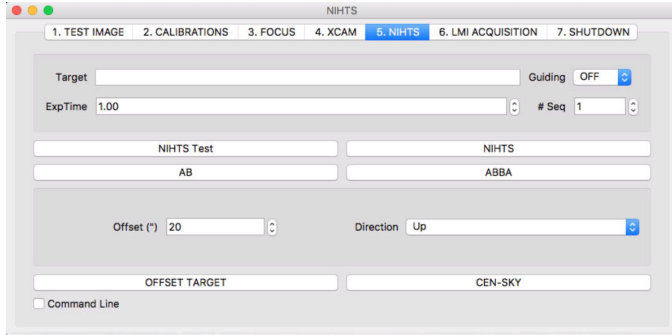 NIHTS
1. TEST IMAGE 2. CALIBRATIONS 3. FOCUS 4. XCAM 5. NIHTS 6. LMI ACQUISITION 7. SHUTDOWN
Target Guiding OFF
ExpTime 1.00 # Seq 1
NIHTS Test NIHTS
AB ABBA
Offset (") 20 Direction Up
OFFSET TARGET CEN-SKY
Command Line